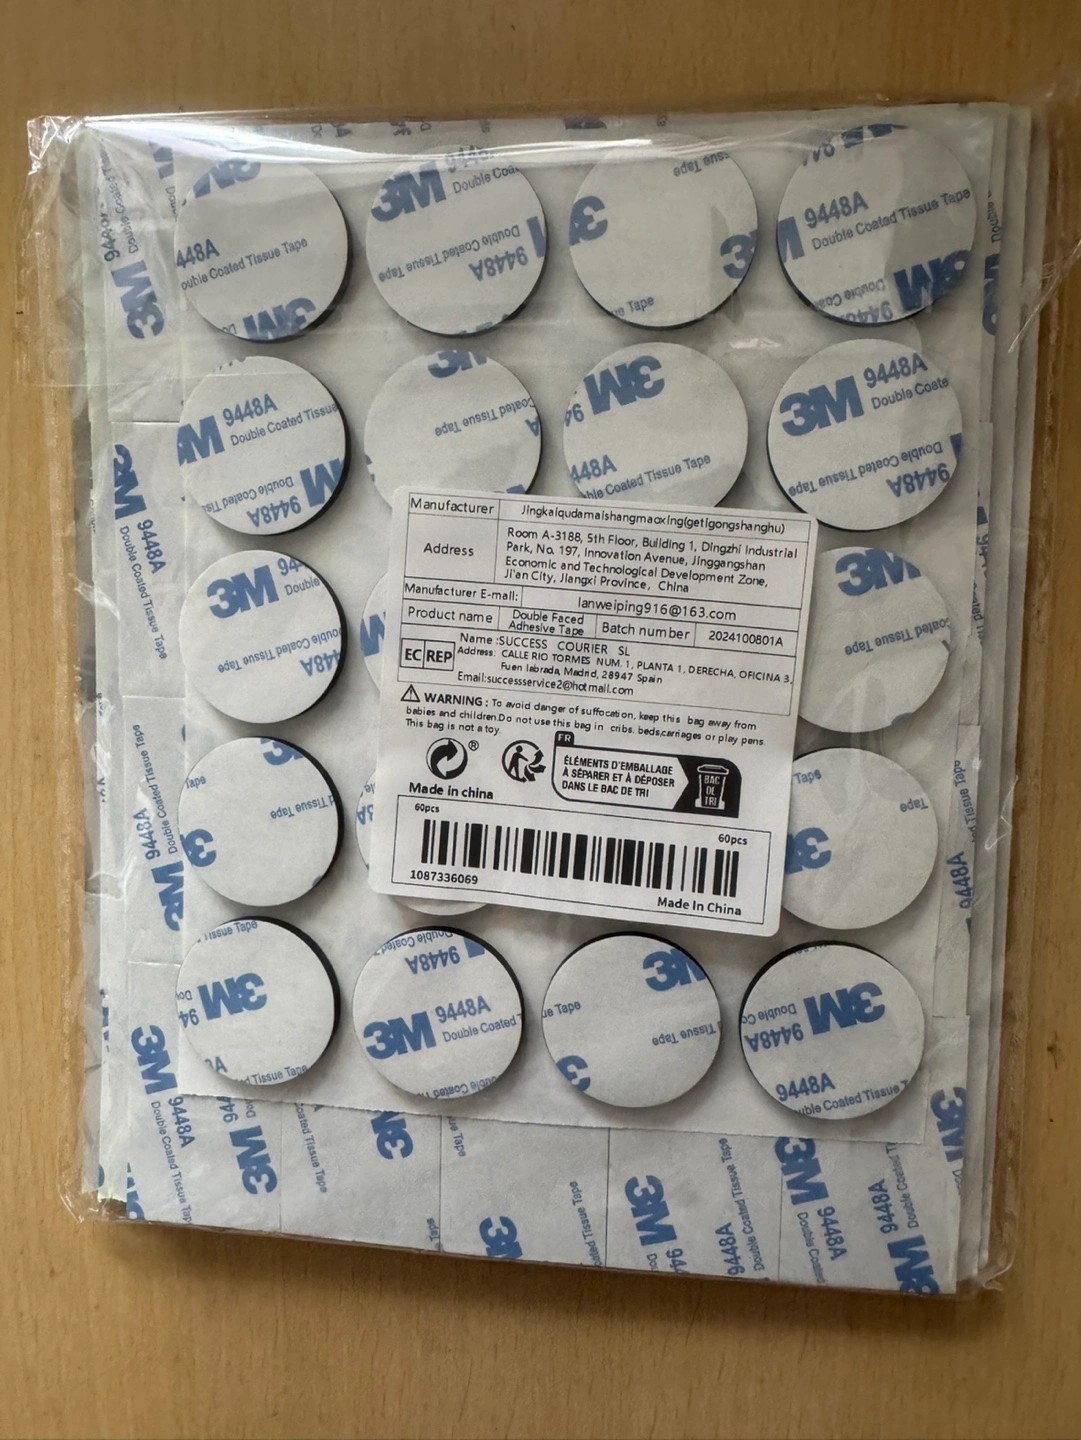 3M
9448A
Double Coated Tissue Tape
Manufacturer
Jingkaiqudamaishangmaoxing(getigongshanghu)
Address
Room A-3188, 5th Floor, Building 1, Dingzhi Industrial
Park, No. 197, Innovation Avenue, Jinggangshan
Economic and Technological Development Zone,
Ji'an City, Jiangxi Province, China
Manufacturer E-mail:
lanweiping916@163.com
Product name
Double Faced
Adhesive Tape
Batch number
2024100801A
EC REP
Name:SUCCESS COURIER SL
Address: CALLE RIO TORMES NUM. 1, PLANTA 1, DERECHA, OFICINA 3,
Fuen labrada, Madrid, 28947 Spain
Email:successservice2@hotmail.com
WARNING: To avoid danger of suffocation, keep this bag away from
babies and children.Do not use this bag in cribs, beds,carriages or play pens.
This bag is not a toy.
®
FR
ÉLÉMENTS D'EMBALLAGE
À SÉPARER ET À DÉPOSER
DANS LE BAC DE TRI
BAC
DE
TRI
Made in china
60pcs
60pcs
1087336069
Made In China